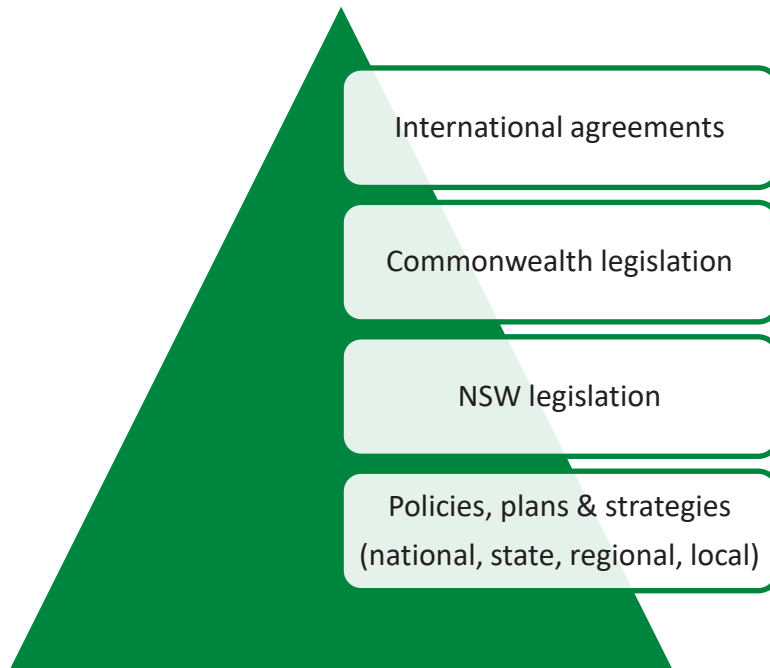 International agreements
Commonwealth legislation
NSW legislation
Policies, plans & strategies
(national, state, regional, local)